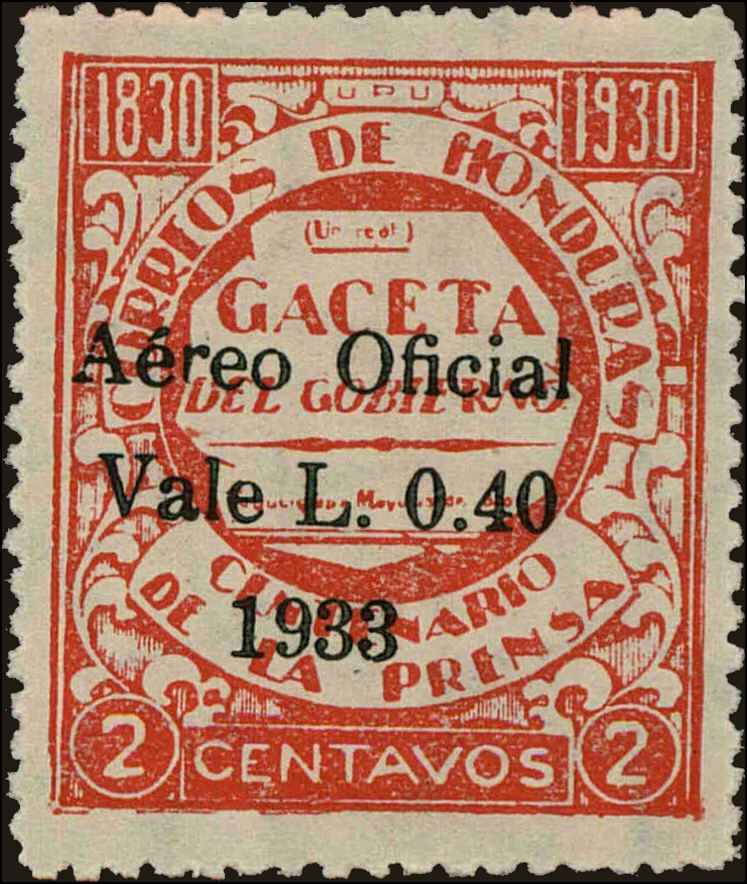 1830
UPU
1930
CORREOS DE HONDURAS
(Un real)
GACETA
Aéreo Oficial
DEL GOBIERNO
Vale L. 0.40
1933
CENTENARIO
DE LA PRENSA
2
CENTAVOS
2